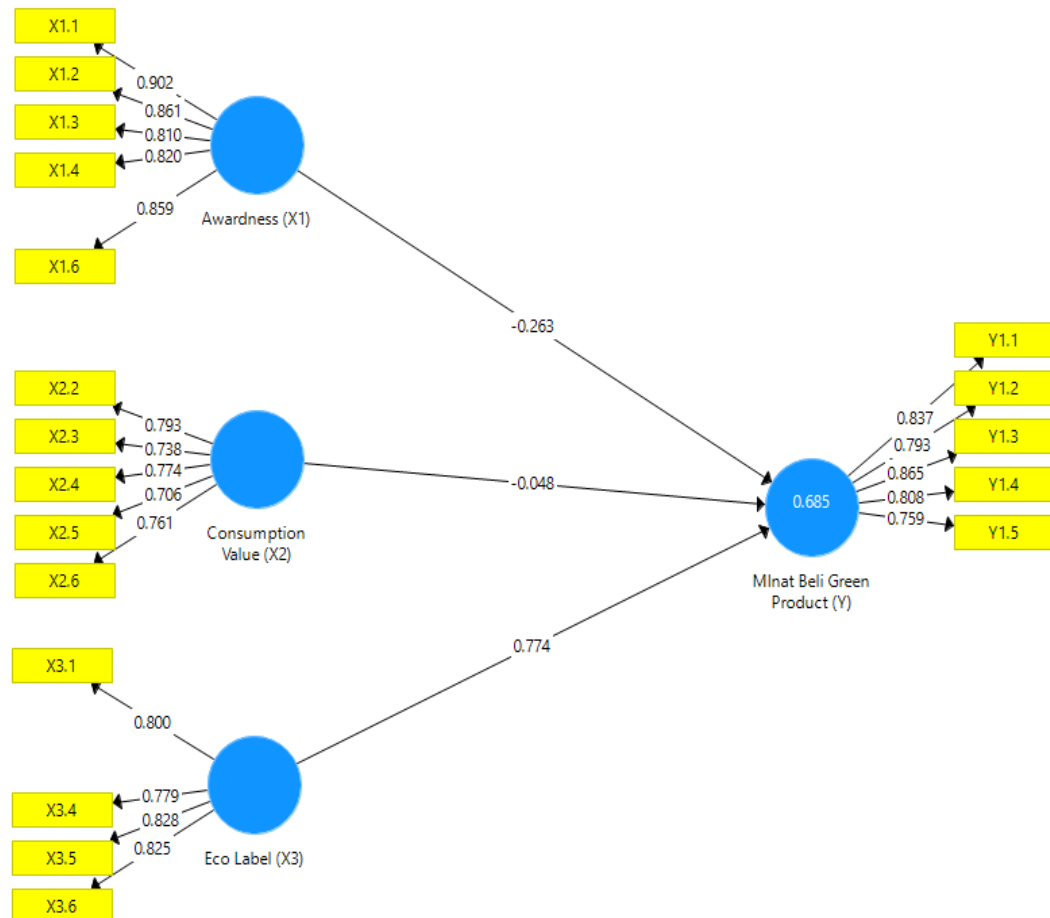 X1.1
X1.2
X1.3
X1.4
X1.6
0.902
0.861
0.810
0.820
0.859
Awardness (X1)
-0.263
X2.2
X2.3
X2.4
X2.5
X2.6
0.793
0.738
0.774
0.706
0.761
Consumption
Value (X2)
-0.048
X3.1
X3.4
X3.5
X3.6
0.800
0.779
0.828
0.825
Eco Label (X3)
0.774
0.685
MInat Beli Green
Product (Y)
0.837
0.793
0.865
0.808
0.759
Y1.1
Y1.2
Y1.3
Y1.4
Y1.5